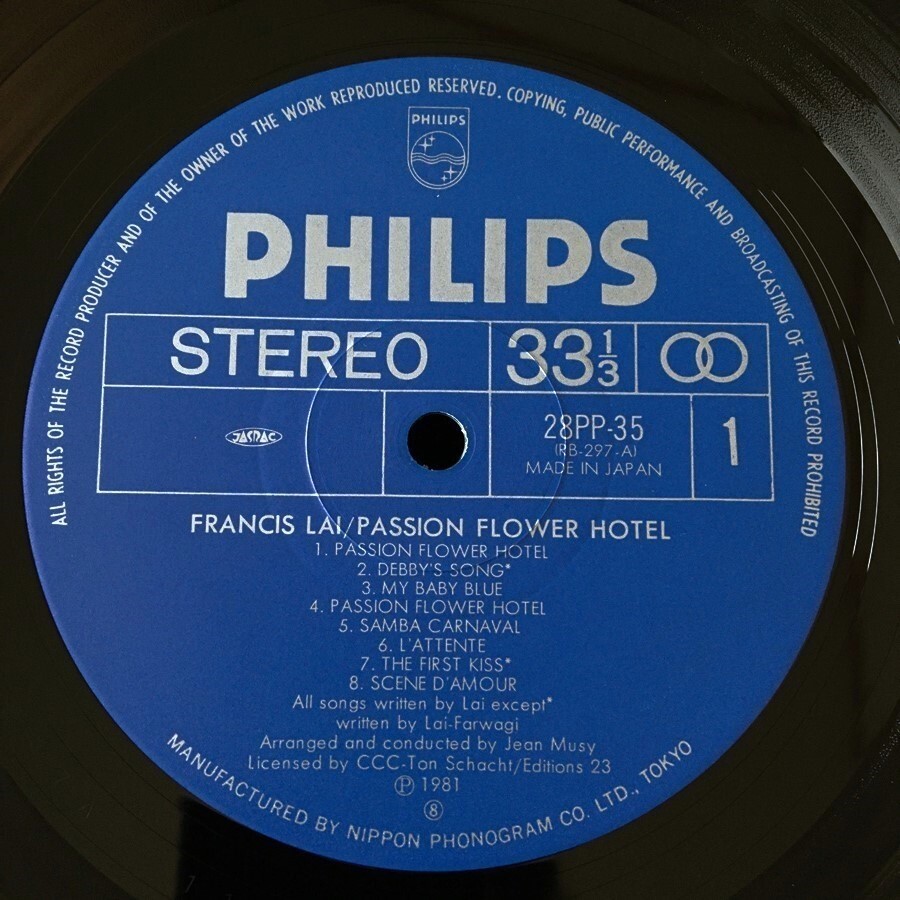 ALL RIGHTS OF THE RECORD PRODUCER AND OF THE OWNER OF THE WORK REPRODUCED RESERVED. COPYING, PUBLIC PERFORMANCE AND BROADCASTING OF THIS RECORD PROHIBITED
PHILIPS
PHILIPS
STEREO
33 1/3
JASRAC
28PP-35
(RB-297-A)
MADE IN JAPAN
1
FRANCIS LAI/PASSION FLOWER HOTEL
1. PASSION FLOWER HOTEL
2. DEBBY'S SONG*
3. MY BABY BLUE
4. PASSION FLOWER HOTEL
5. SAMBA CARNAVAL
6. L'ATTENTE
7. THE FIRST KISS*
8. SCENE D'AMOUR
All songs written by Lai except*
written by Lai-Farwagi
Arranged and conducted by Jean Musy
Licensed by CCC-Ton Schacht/Editions 23
Ⓟ 1981
⑧
MANUFACTURED BY NIPPON PHONOGRAM CO. LTD., TOKYO